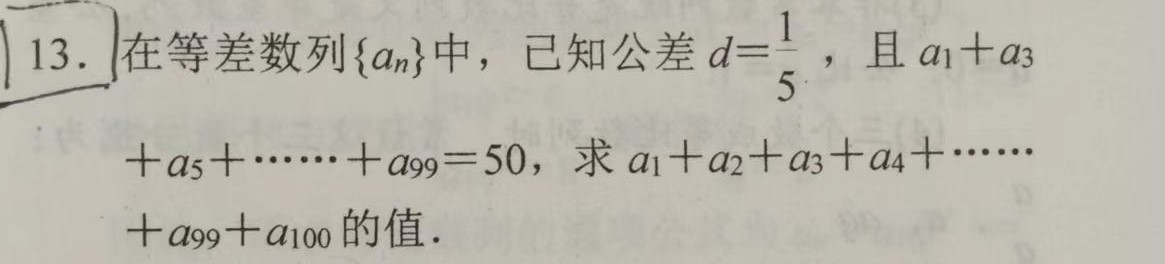 13. 在等差数列{aₙ}中，已知公差 d=1/5，且 a₁+a₃
+a₅+……+a₉₉=50，求 a₁+a₂+a₃+a₄+……
+a₉₉+a₁₀₀ 的值.